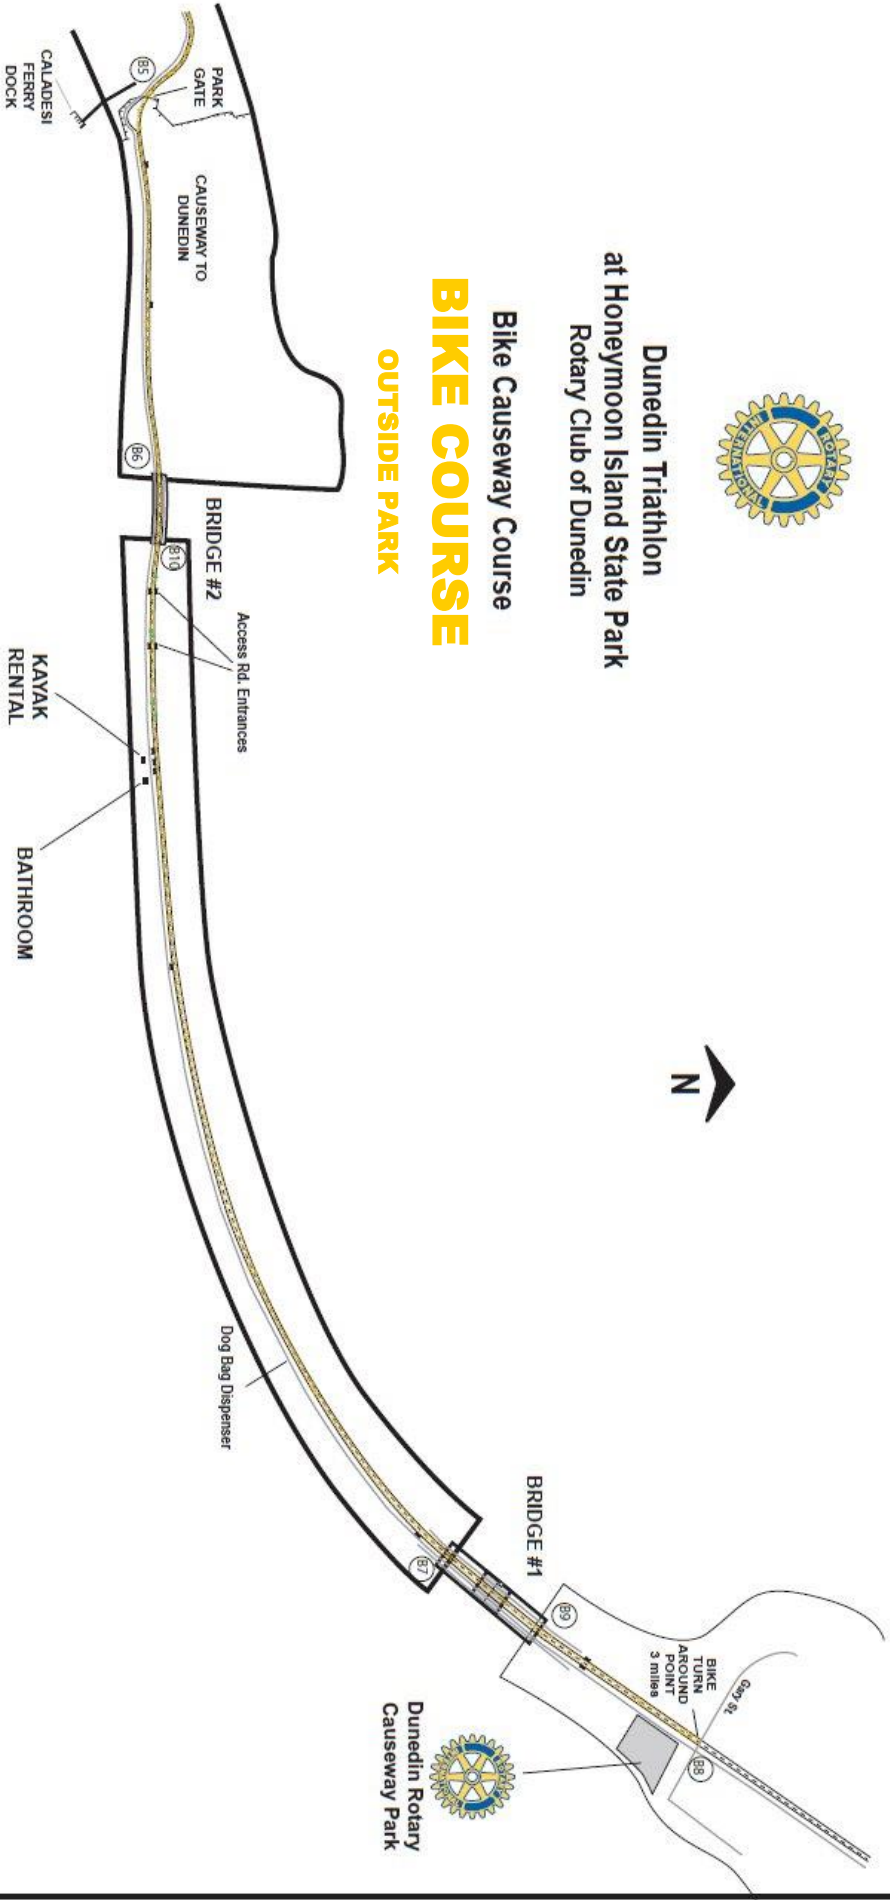 ROTARY
INTERNATIONAL
Dunedin Triathlon
at Honeymoon Island State Park
Rotary Club of Dunedin
Bike Causeway Course
BIKE COURSE
OUTSIDE PARK
N
PARK
GATE
B5
CALADESI
FERRY
DOCK
CAUSEWAY TO
DUNEDIN
B6
BRIDGE #2
B10
Access Rd. Entrances
KAYAK
RENTAL
BATHROOM
Dog Bag Dispenser
BRIDGE #1
B7
B9
BIKE
TURN
AROUND
POINT
3 miles
Gary St.
B8
Dunedin Rotary
Causeway Park